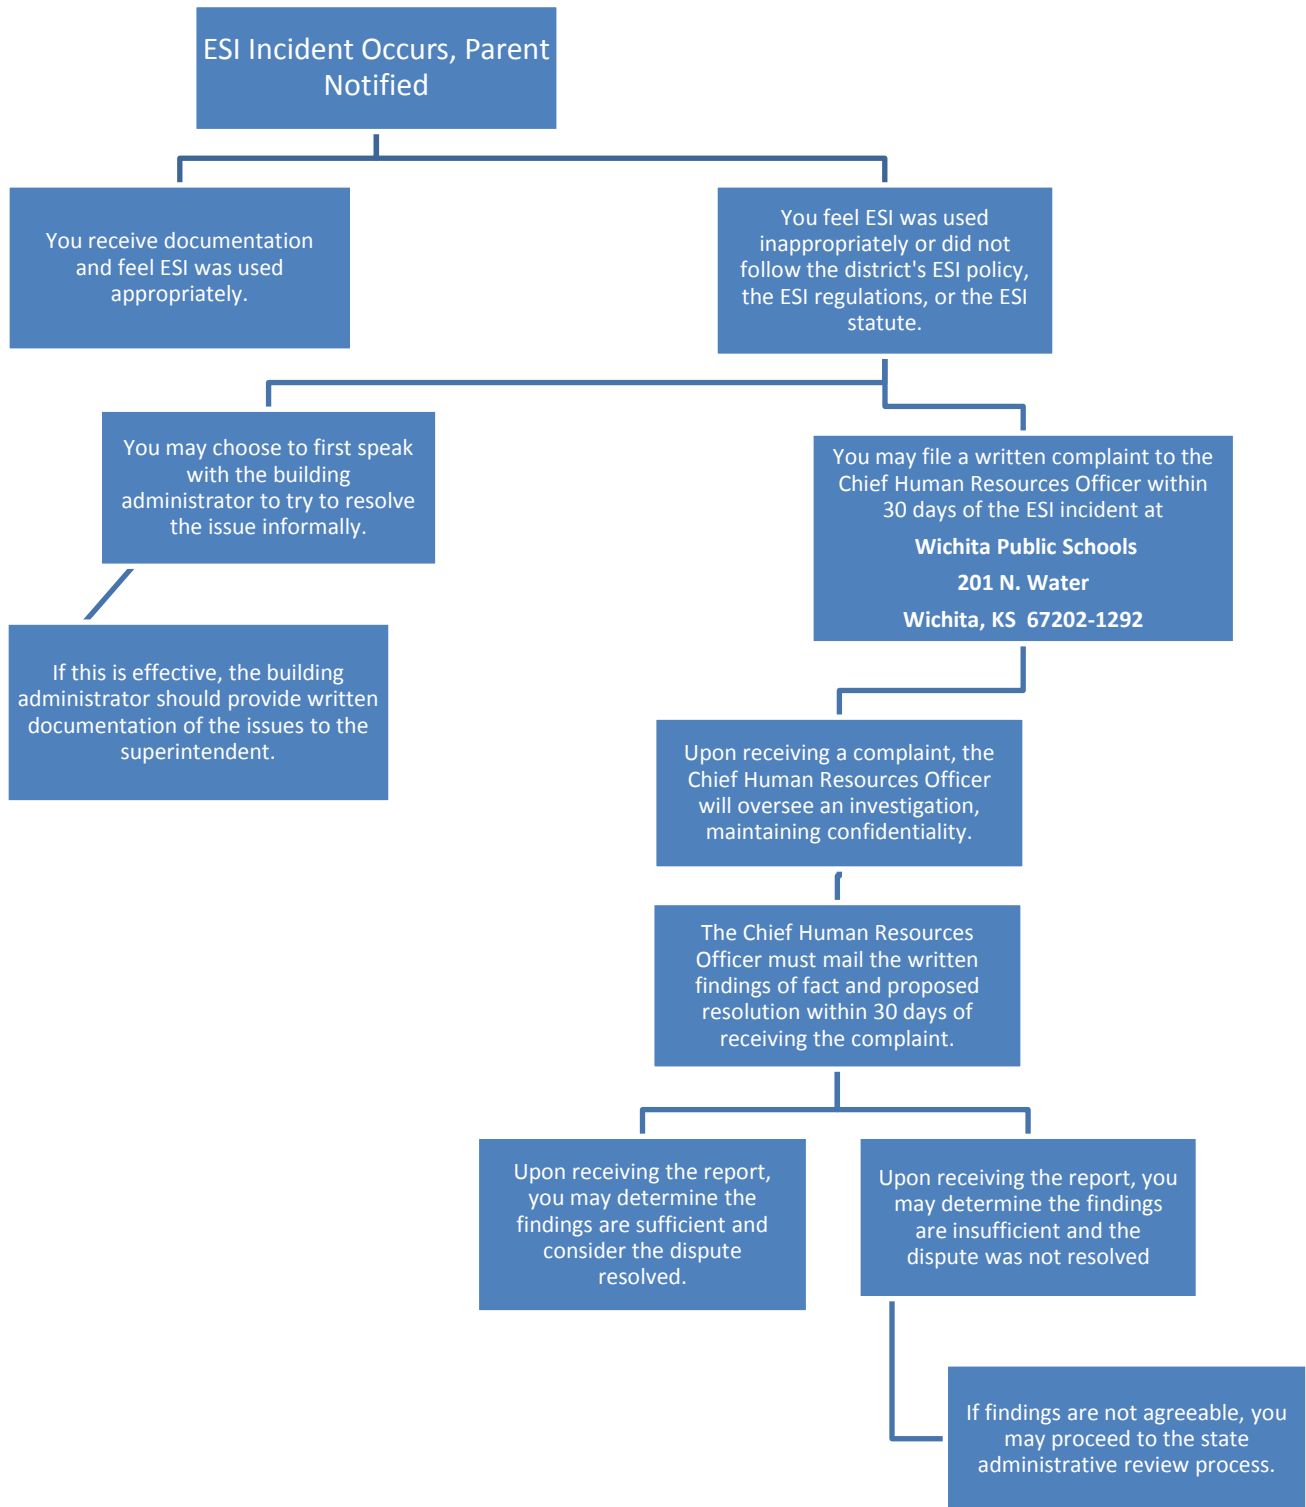 ESI Incident Occurs, Parent
Notified
You receive documentation
and feel ESI was used
appropriately.
You feel ESI was used
inappropriately or did not
follow the district's ESI policy,
the ESI regulations, or the ESI
statute.
You may choose to first speak
with the building
administrator to try to resolve
the issue informally.
If this is effective, the building
administrator should provide written
documentation of the issues to the
superintendent.
You may file a written complaint to the
Chief Human Resources Officer within
30 days of the ESI incident at
Wichita Public Schools
201 N. Water
Wichita, KS 67202-1292
Upon receiving a complaint, the
Chief Human Resources Officer
will oversee an investigation,
maintaining confidentiality.
The Chief Human Resources
Officer must mail the written
findings of fact and proposed
resolution within 30 days of
receiving the complaint.
Upon receiving the report,
you may determine the
findings are sufficient and
consider the dispute
resolved.
Upon receiving the report, you
may determine the findings
are insufficient and the
dispute was not resolved
If findings are not agreeable, you
may proceed to the state
administrative review process.